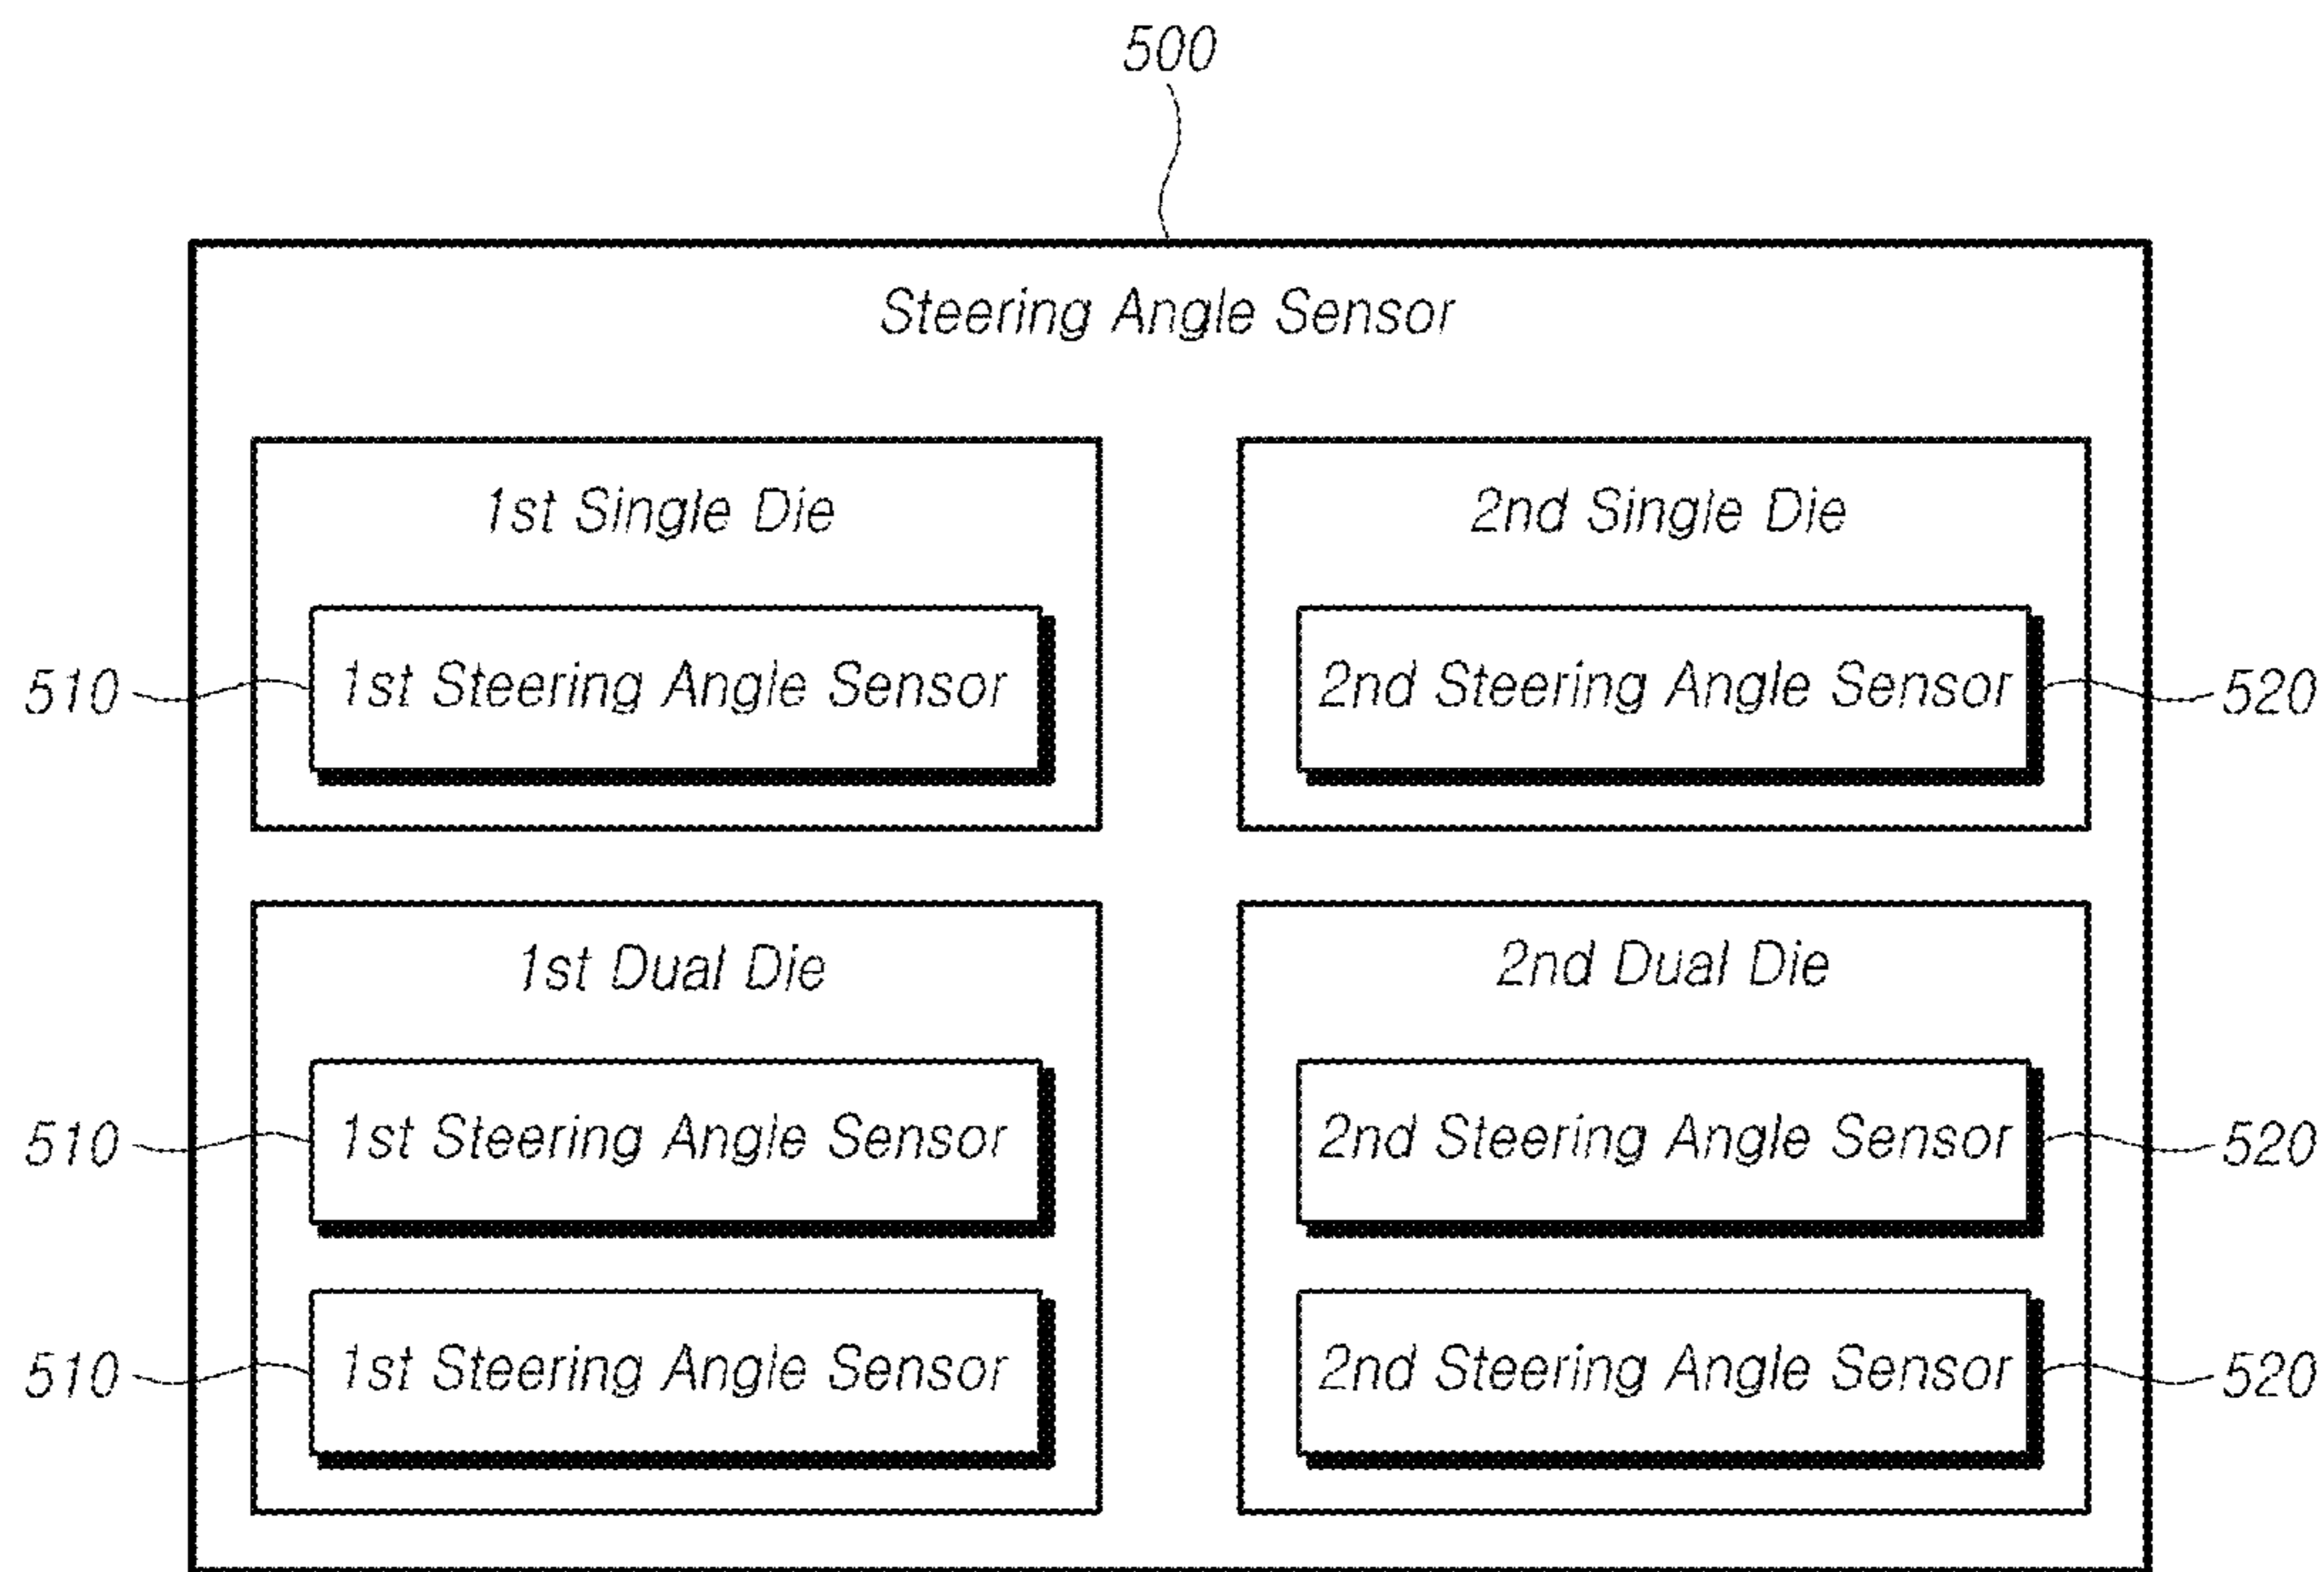 500
Steering Angle Sensor
1st Single Die
2nd Single Die
510
1st Steering Angle Sensor
2nd Steering Angle Sensor
520
1st Dual Die
2nd Dual Die
510
1st Steering Angle Sensor
2nd Steering Angle Sensor
520
510
1st Steering Angle Sensor
2nd Steering Angle Sensor
520